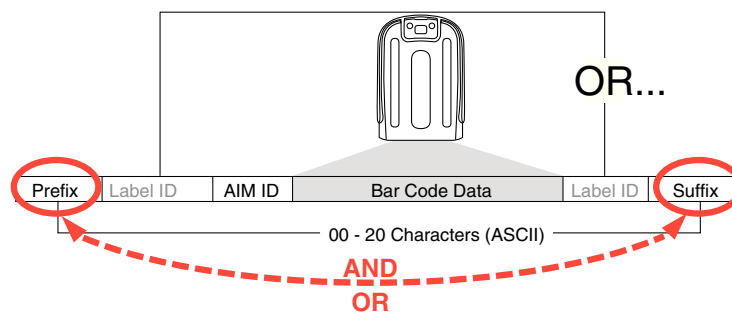 OR...
Prefix Label ID AIM ID Bar Code Data Label ID Suffix
00 - 20 Characters (ASCII)
AND
OR